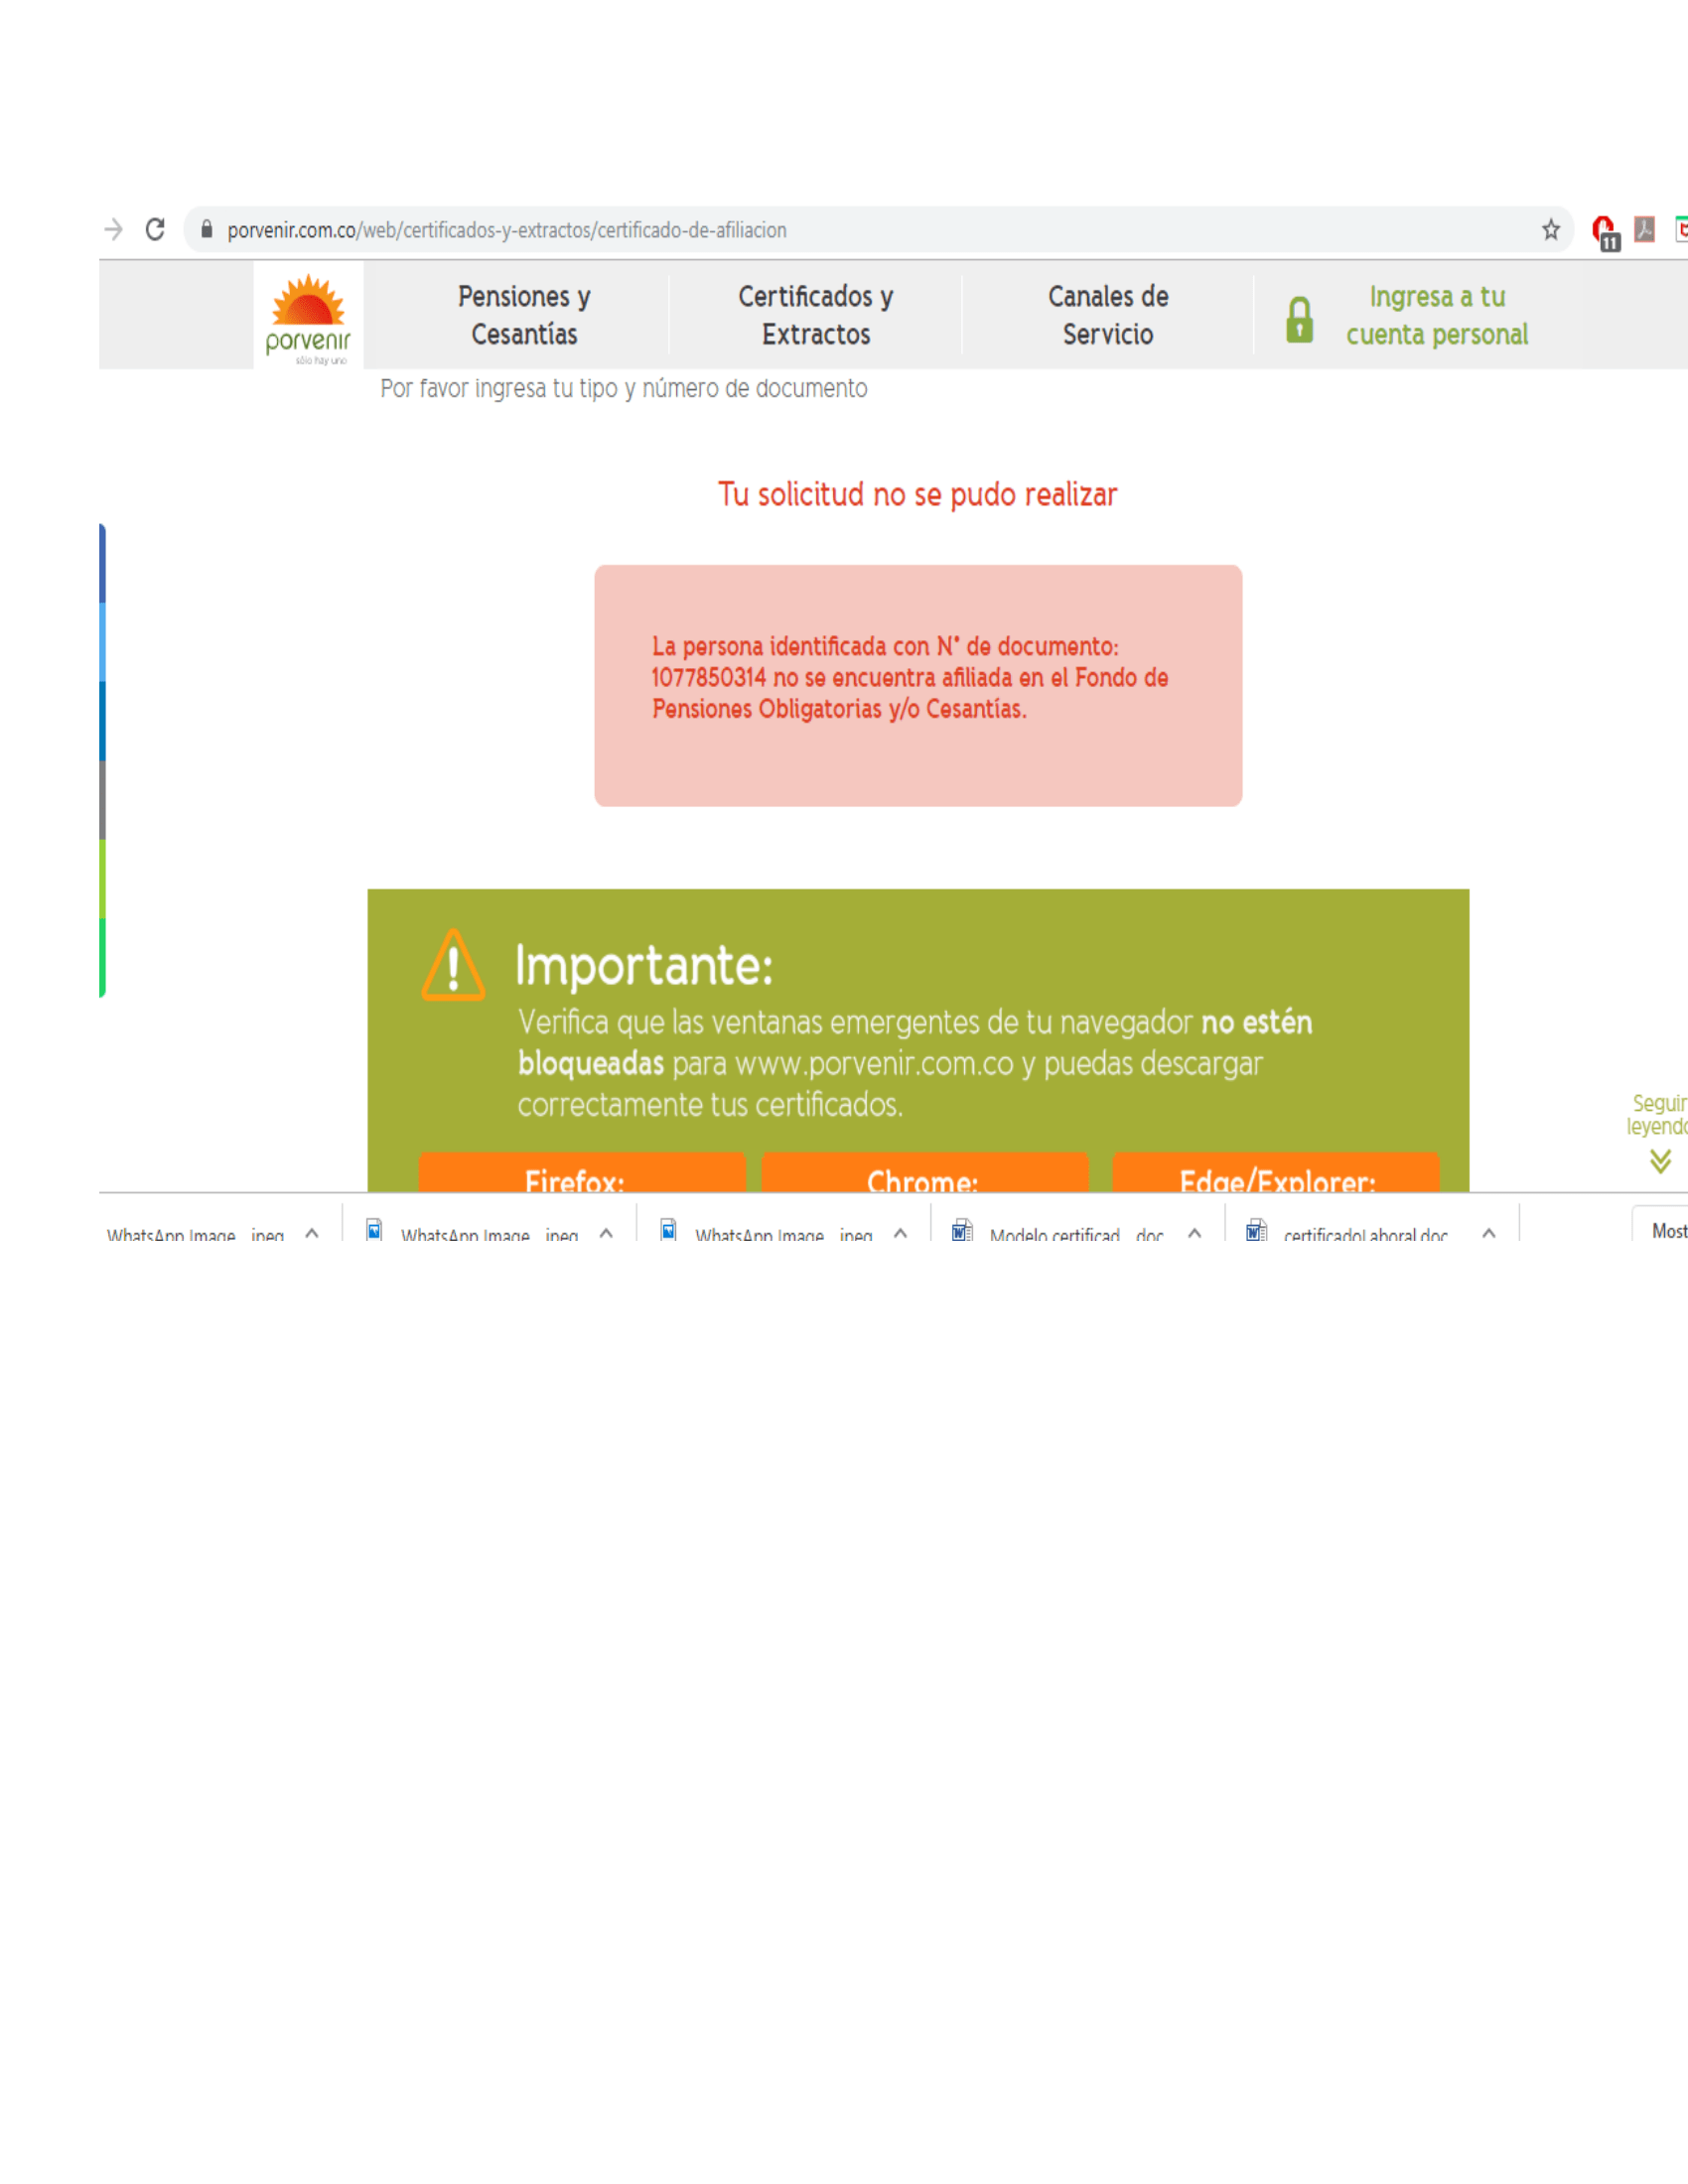 porvenir.com.co/web/certificados-y-extractos/certificado-de-afiliacion
11
porvenir
sólo hay uno
Pensiones y
Cesantías
Certificados y
Extractos
Canales de
Servicio
Ingresa a tu
cuenta personal
Por favor ingresa tu tipo y número de documento
Tu solicitud no se pudo realizar
La persona identificada con N° de documento:
1077850314 no se encuentra afiliada en el Fondo de
Pensiones Obligatorias y/o Cesantías.
Importante:
Verifica que las ventanas emergentes de tu navegador no estén
bloqueadas para www.porvenir.com.co y puedas descargar
correctamente tus certificados.
Seguir
leyendo
Firefox:
Chrome:
Edge/Explorer:
WhatsApp Image...jpeg
WhatsApp Image...jpeg
WhatsApp Image...jpeg
Modelo certificad...doc
certificadoLaboral.doc
Most